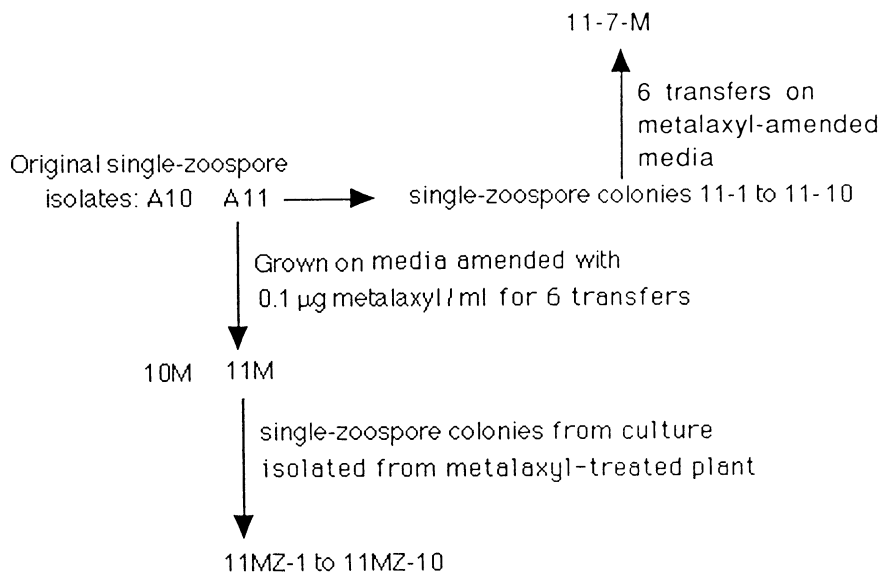 11-7-M
6 transfers on
metalaxyl-amended
media
Original single-zoospore
isolates: A10 A11
single-zoospore colonies 11-1 to 11-10
Grown on media amended with
0.1 µg metalaxyl/ml for 6 transfers
10M 11M
single-zoospore colonies from culture
isolated from metalaxyl-treated plant
11MZ-1 to 11MZ-10